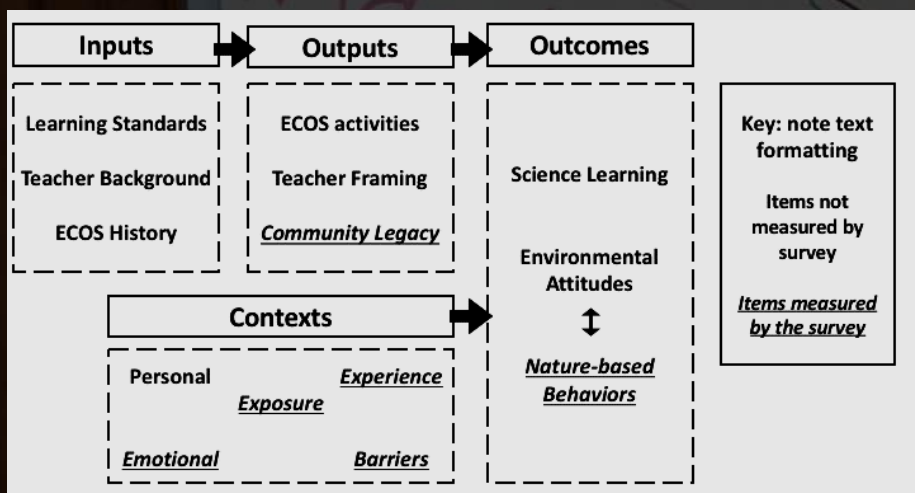 Inputs
Outputs
Outcomes
Learning Standards
Teacher Background
ECOS History
ECOS activities
Teacher Framing
Community Legacy
Science Learning
Environmental
Attitudes
Nature-based
Behaviors
Key: note text
formatting
Items not
measured by
survey
Items measured
by the survey
Contexts
Personal
Experience
Exposure
Emotional
Barriers